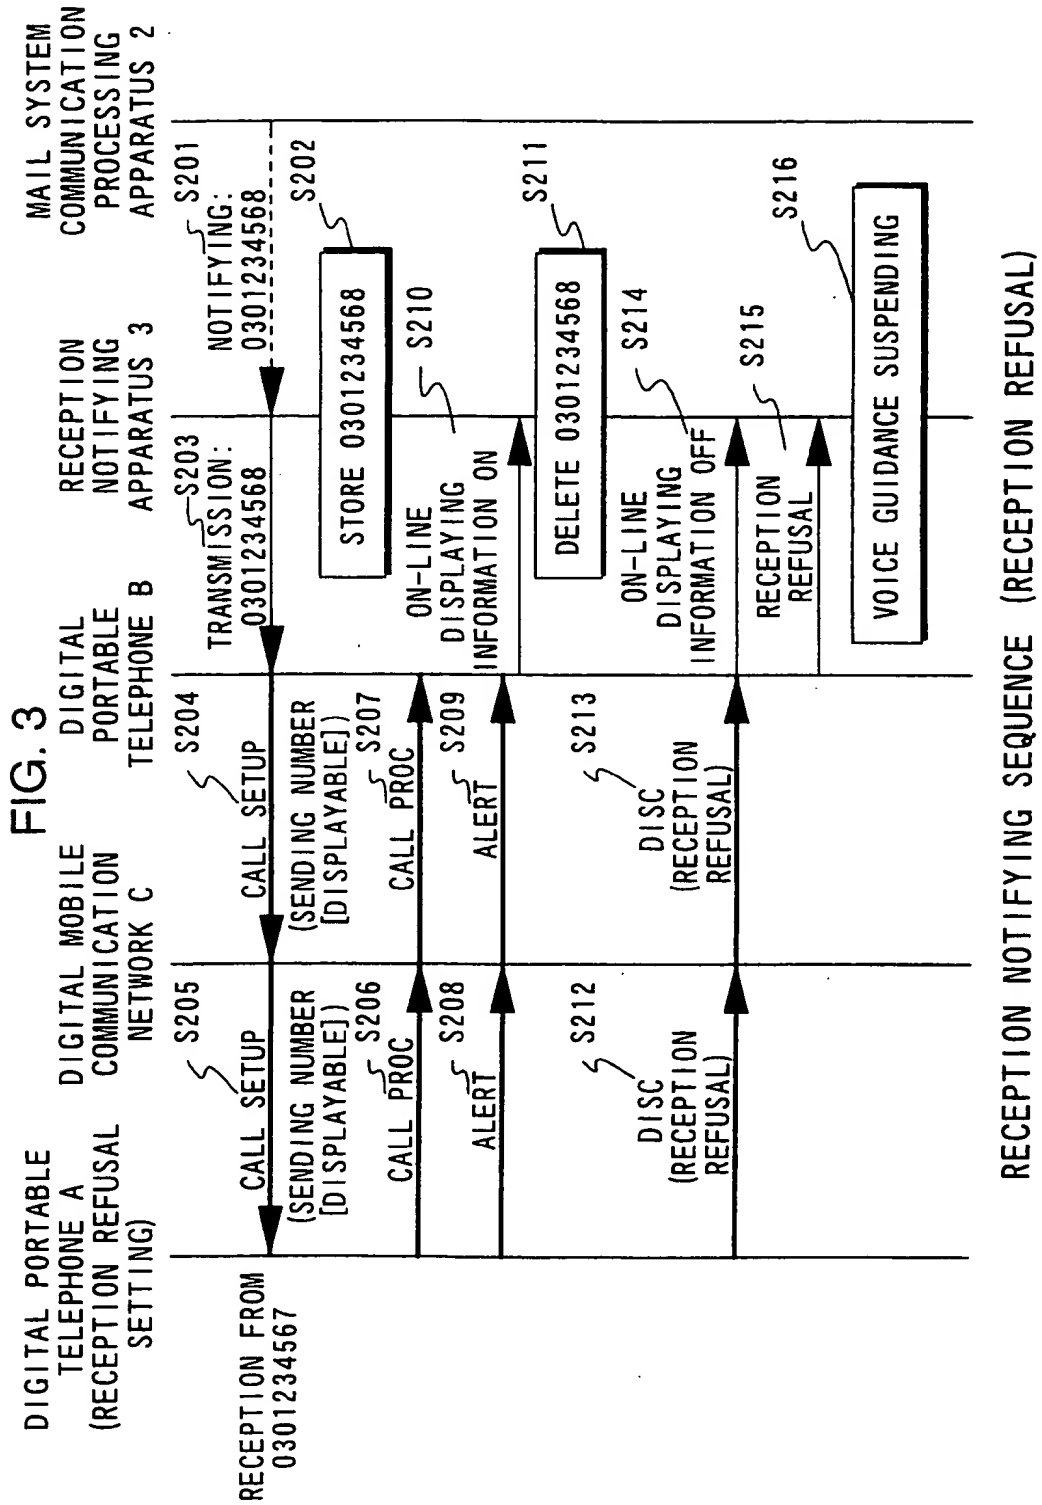 FIG. 3
DIGITAL PORTABLE
TELEPHONE A
(RECEPTION REFUSAL
SETTING)
DIGITAL MOBILE
COMMUNICATION
NETWORK C
DIGITAL
PORTABLE
TELEPHONE B
RECEPTION
NOTIFYING
APPARATUS 3
MAIL SYSTEM
COMMUNICATION
PROCESSING
APPARATUS 2
S201
NOTIFYING:
0301234568
S202
STORE 0301234568
S203
TRANSMISSION:
0301234568
S204
CALL SETUP
(SENDING NUMBER
[DISPLAYABLE])
S205
CALL SETUP
(SENDING NUMBER
[DISPLAYABLE])
RECEPTION FROM
0301234567
S206
CALL PROC
S207
CALL PROC
S208
ALERT
S209
ALERT
S210
ON-LINE
DISPLAYING
INFORMATION ON
S211
DELETE 0301234568
S212
DISC
(RECEPTION
REFUSAL)
S213
DISC
(RECEPTION
REFUSAL)
S214
ON-LINE
DISPLAYING
INFORMATION OFF
S215
RECEPTION
REFUSAL
S216
VOICE GUIDANCE SUSPENDING
RECEPTION NOTIFYING SEQUENCE (RECEPTION REFUSAL)